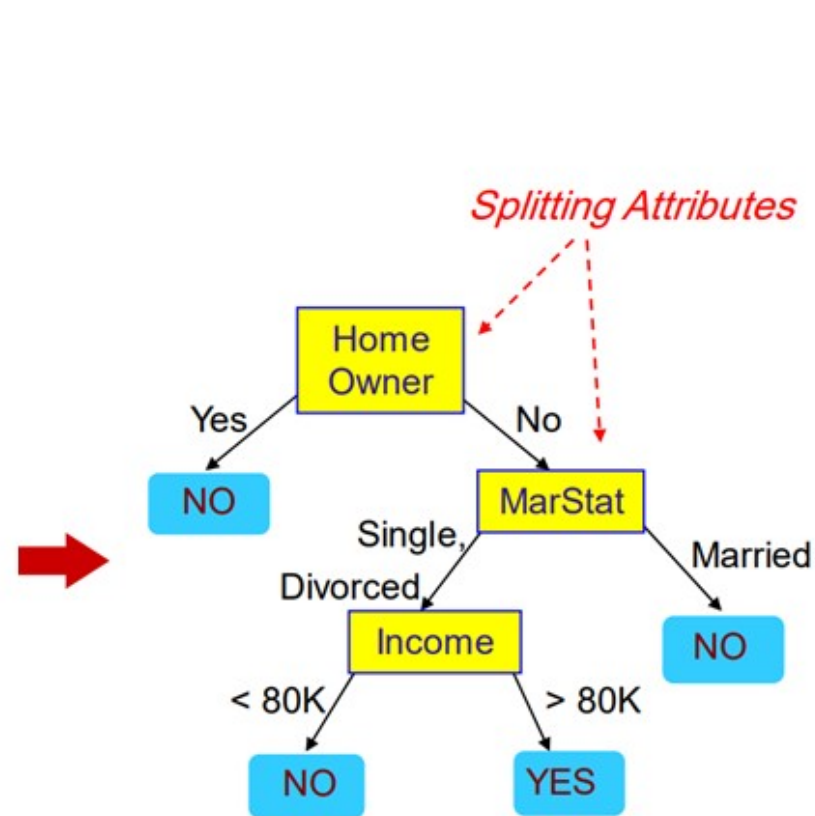 Splitting Attributes
Home
Owner
Yes
No
NO
MarStat
Single,
Married
Divorced
Income
NO
< 80K
> 80K
NO
YES